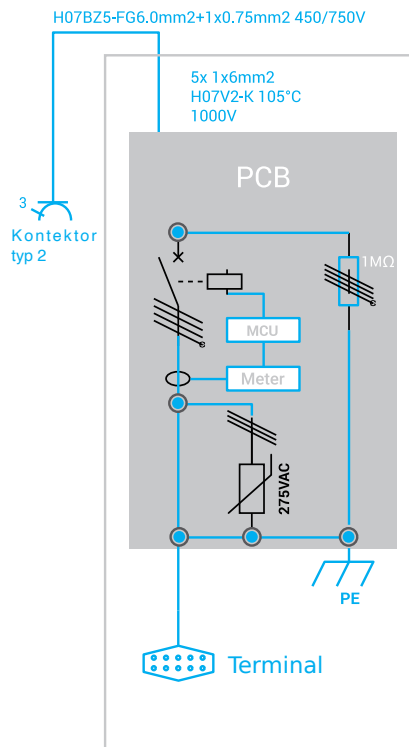 H07BZ5-FG6.0mm2+1x0.75mm2 450/750V
5x 1x6mm2
H07V2-K 105°C
1000V
PCB
3
Kontektor
typ 2
1MΩ
MCU
Meter
275VAC
PE
Terminal